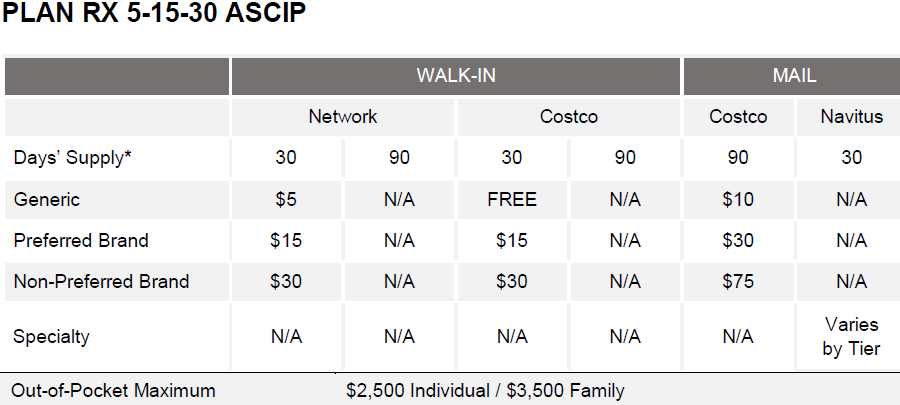 PLAN RX 5-15-30 ASCIP
WALK-IN MAIL
Network Costco Costco Navitus
Days’ Supply* 30 90 30 90 90 30
Generic $5 N/A FREE N/A $10 N/A
Preferred Brand $15 N/A $15 N/A $30 N/A
Non-Preferred Brand $30 N/A $30 N/A $75 N/A
Specialty N/A N/A N/A N/A N/A Varies
by Tier
Out-of-Pocket Maximum $2,500 Individual / $3,500 Family